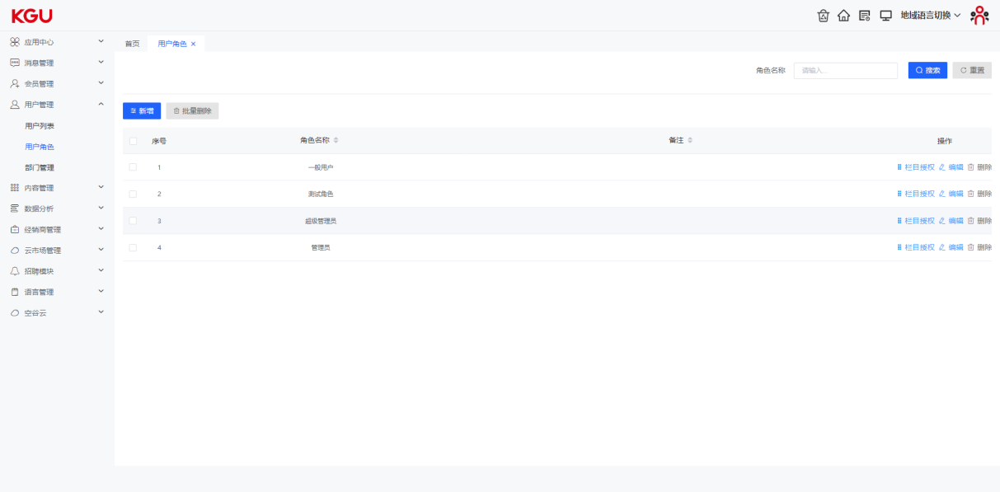 KGU
地域语言切换
应用中心
消息管理
会员管理
用户管理
用户列表
用户角色
部门管理
内容管理
数据分析
经销商管理
云市场管理
招聘模块
语言管理
空谷云
首页 用户角色 ×
角色名称 请输入... 搜索 重置
新增 批量删除
序号 角色名称 备注 操作
1 一般用户 栏目授权 编辑 删除
2 测试角色 栏目授权 编辑 删除
3 超级管理员 栏目授权 编辑 删除
4 管理员 栏目授权 编辑 删除